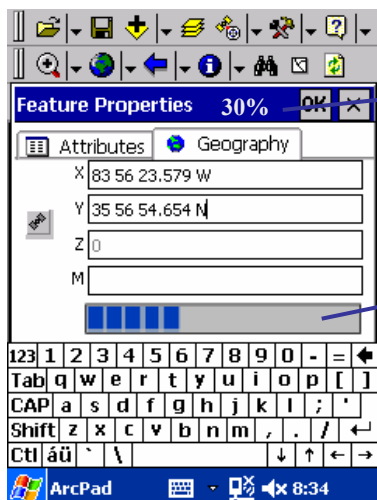 Feature Properties 30% OK ×
Attributes Geography
X 83 56 23.579 W
Y 35 56 54.654 N
Z 0
M
123 1 2 3 4 5 6 7 8 9 0 - =
Tab q w e r t y u i o p [ ]
CAP a s d f g h j k l ; '
Shift z x c v b n m , . /
Ctl áü ` \
ArcPad 8:34